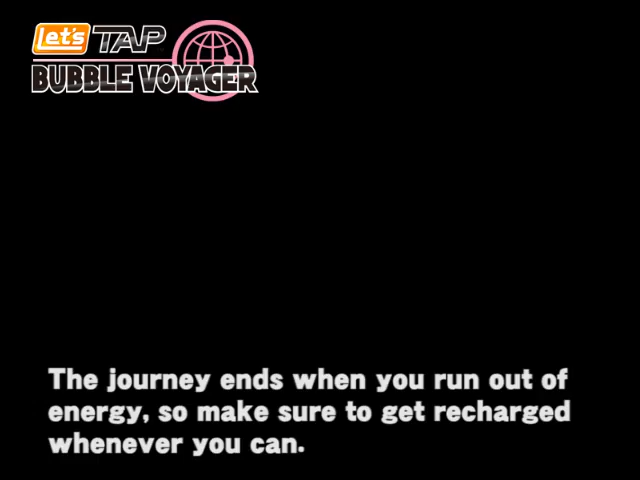 Let's TAP
BUBBLE VOYAGER
The journey ends when you run out of
energy, so make sure to get recharged
whenever you can.